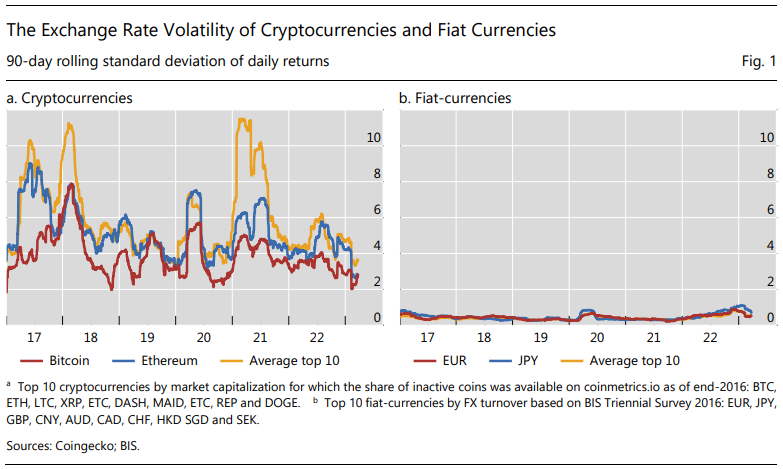 The Exchange Rate Volatility of Cryptocurrencies and Fiat Currencies
90-day rolling standard deviation of daily returns
Fig. 1
a. Cryptocurrencies
b. Fiat-currencies
10
8
6
4
2
0
17 18 19 20 21 22
10
8
6
4
2
0
17 18 19 20 21 22
Bitcoin Ethereum Average top 10
EUR JPY Average top 10
a Top 10 cryptocurrencies by market capitalization for which the share of inactive coins was available on coinmetrics.io as of end-2016: BTC,
ETH, LTC, XRP, ETC, DASH, MAID, ETC, REP and DOGE. b Top 10 fiat-currencies by FX turnover based on BIS Triennial Survey 2016: EUR, JPY,
GBP, CNY, AUD, CAD, CHF, HKD SGD and SEK.
Sources: Coingecko; BIS.